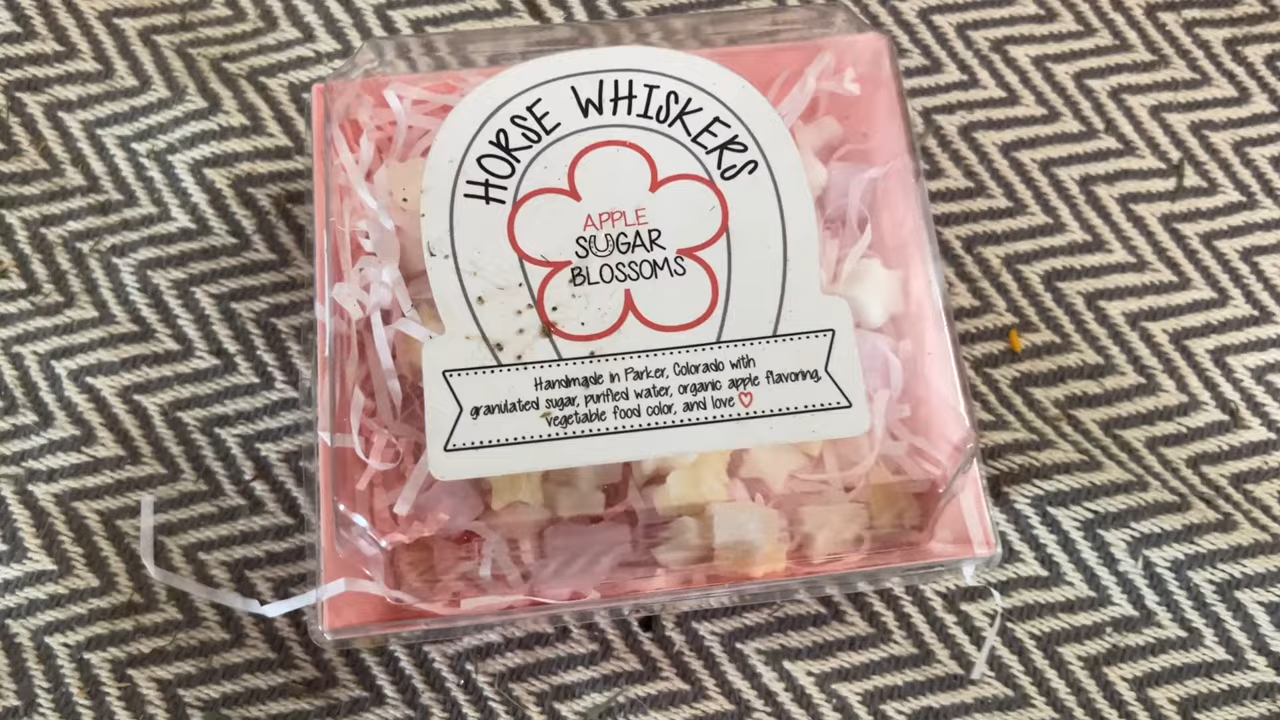 HORSE WHISKERS
APPLE
SUGAR
BLOSSOMS
Handmade in Parker, Colorado with
granulated sugar, purified water, organic apple flavoring,
vegetable food color, and love